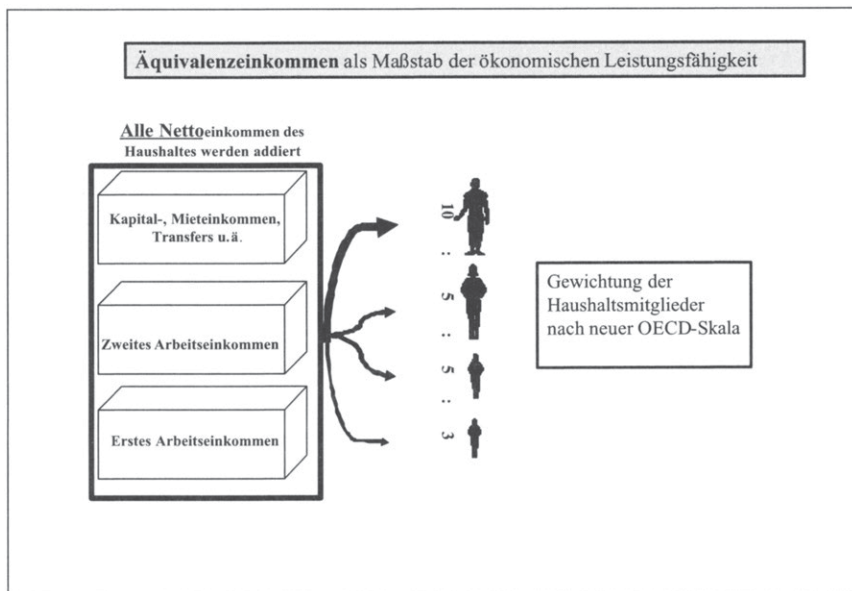 Äquivalenzeinkommen als Maßstab der ökonomischen Leistungsfähigkeit
Alle Nettoeinkommen des
Haushaltes werden addiert
Kapital-, Mieteinkommen,
Transfers u.ä.
Zweites Arbeitseinkommen
Erstes Arbeitseinkommen
10 : 5 : 5 : 3
Gewichtung der
Haushaltsmitglieder
nach neuer OECD-Skala